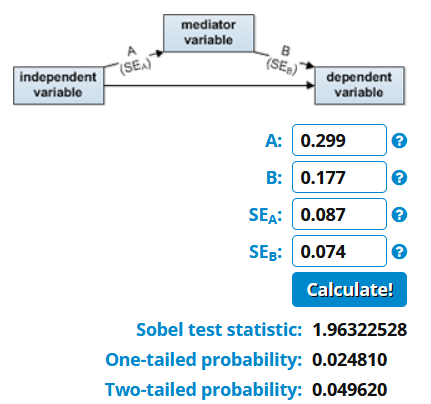 mediator
variable
A
(SEA)
B
(SEB)
independent
variable
dependent
variable
A: 0.299 ?
B: 0.177 ?
SEA: 0.087 ?
SEB: 0.074 ?
Calculate!
Sobel test statistic: 1.96322528
One-tailed probability: 0.024810
Two-tailed probability: 0.049620